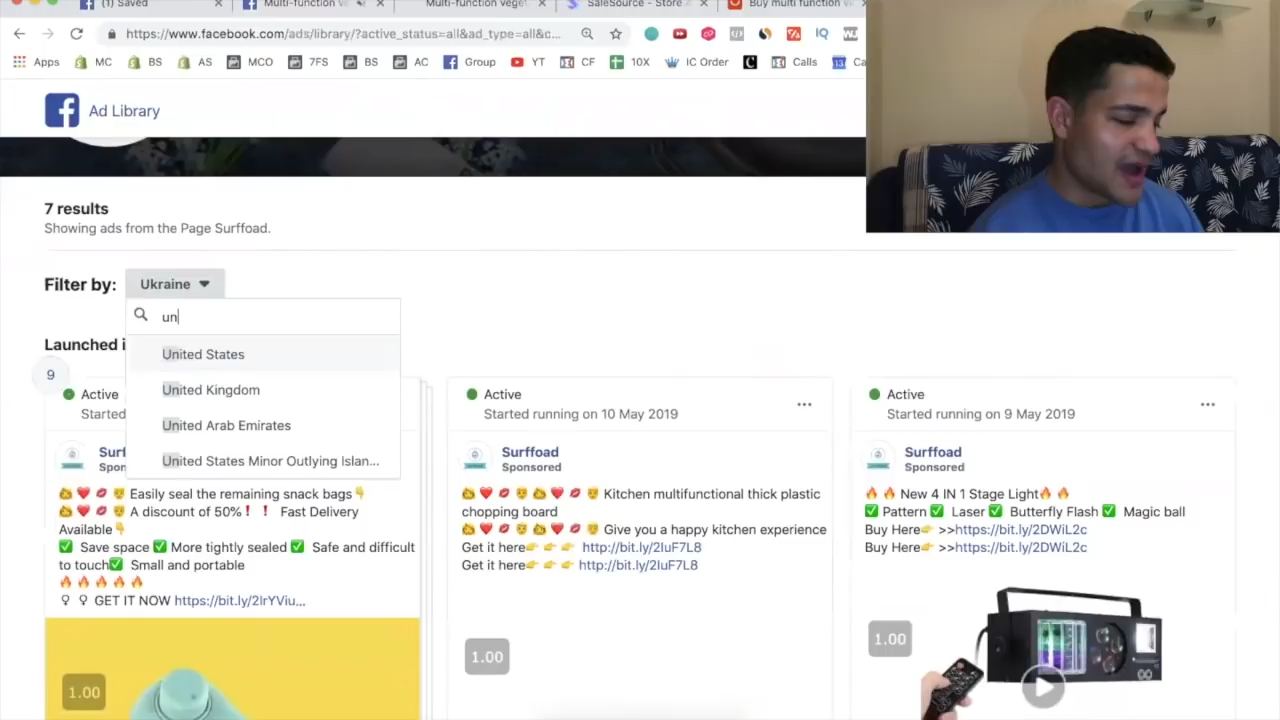 (1) Saved
Multi-function ve
Multi-function veget
SaleSource - Store A
Buy multi function v
https://www.facebook.com/ads/library/?active_status=all&ad_type=all&c...
Apps MC BS AS MCO 7FS BS AC Group YT CF 10X IC Order Calls Ca
Ad Library
7 results
Showing ads from the Page Surffoad.
Filter by: Ukraine
un
Launched i
United States
United Kingdom
United Arab Emirates
United States Minor Outlying Islan...
9
Active
Started
Surf
Spon
👩❤️💋👨Easily seal the remaining snack bags👇
👩❤️💋👨A discount of 50%❗❗ Fast Delivery
Available👇
✅ Save space✅More tightly sealed✅ Safe and difficult
to touch✅ Small and portable
🔥🔥🔥🔥🔥
♀ ♀ GET IT NOW https://bit.ly/2IrYViu...
1.00
Active
Started running on 10 May 2019
Surffoad
Sponsored
👩❤️💋👨👩❤️💋👨Kitchen multifunctional thick plastic
chopping board
👩❤️💋👨👩❤️💋👨Give you a happy kitchen experience
Get it here👉👉👉 http://bit.ly/2IuF7L8
Get it here👉👉👉 http://bit.ly/2IuF7L8
1.00
Active
Started running on 9 May 2019
Surffoad
Sponsored
🔥🔥New 4 IN 1 Stage Light🔥🔥
✅Pattern✅ Laser✅ Butterfly Flash✅ Magic ball
Buy Here👉>>https://bit.ly/2DWiL2c
Buy Here👉>>https://bit.ly/2DWiL2c
1.00